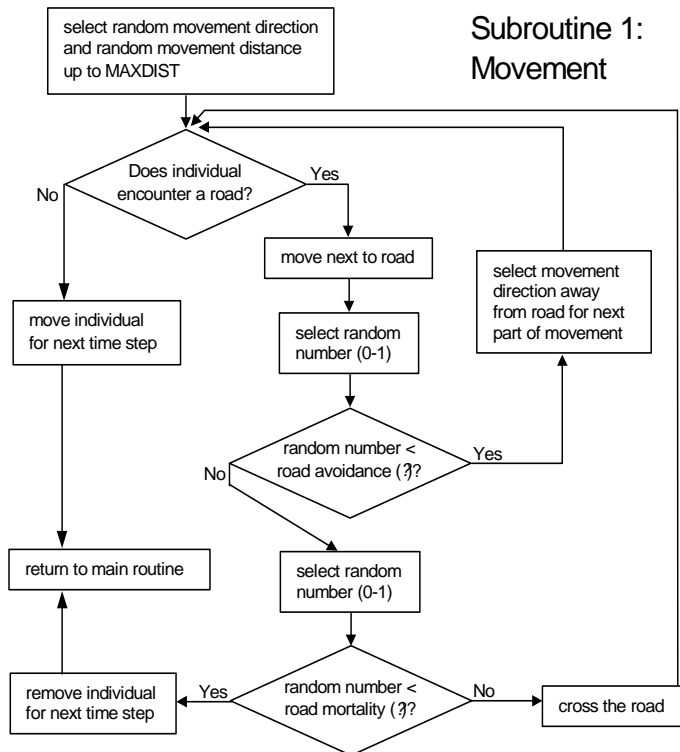 select random movement direction
and random movement distance
up to MAXDIST
Subroutine 1:
Movement
Does individual
encounter a road?
No
Yes
move next to road
select movement
direction away
from road for next
part of movement
move individual
for next time step
select random
number (0-1)
random number <
road avoidance (?)?
Yes
No
return to main routine
select random
number (0-1)
remove individual
for next time step
Yes
random number <
road mortality (?)?
No
cross the road